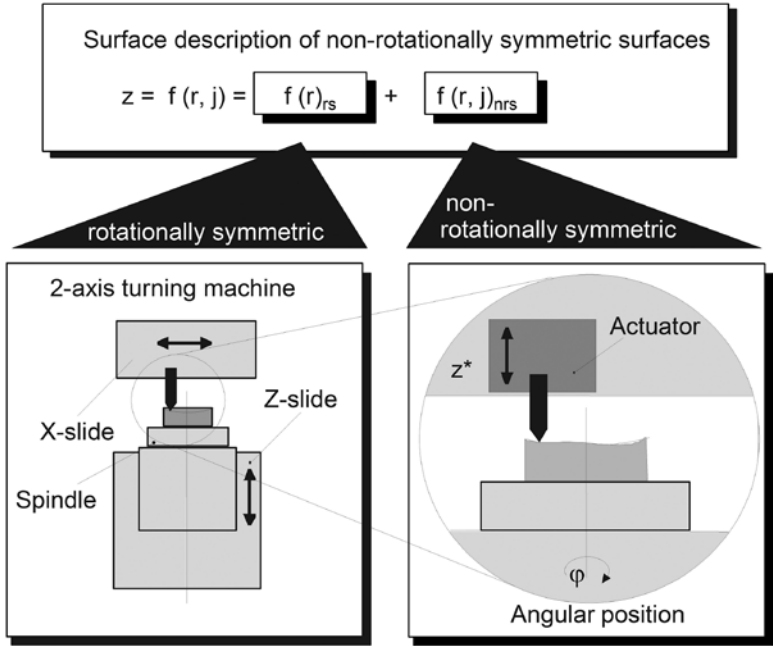 Surface description of non-rotationally symmetric surfaces
z = f (r, j) = f (r)rs + f (r, j)nrs
rotationally symmetric
non-
rotationally symmetric
2-axis turning machine
X-slide
Z-slide
Spindle
Actuator
z*
φ
Angular position